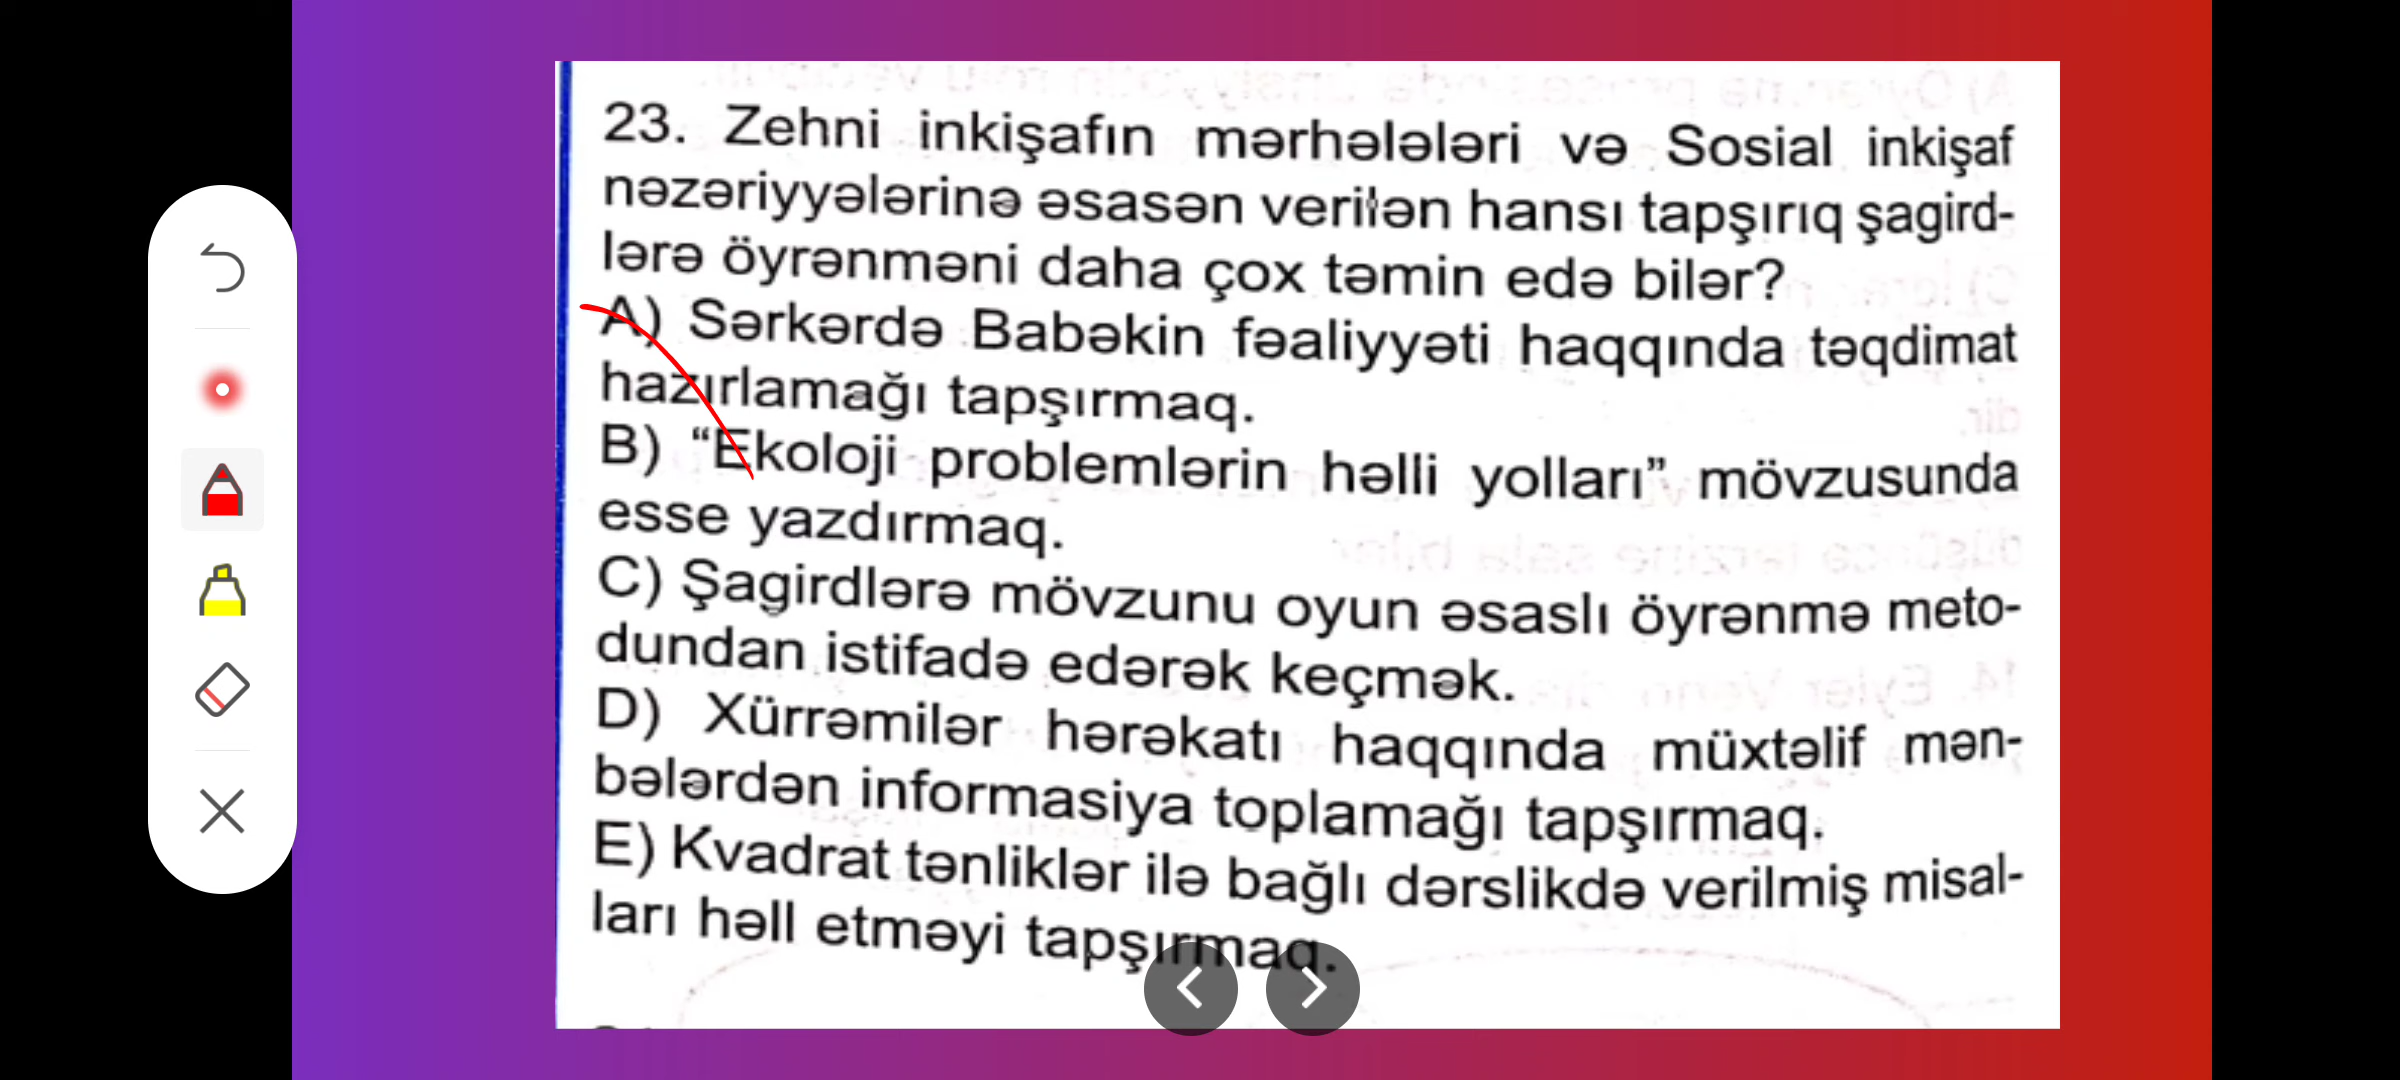 23. Zehni inkişafın mərhələləri və Sosial inkişaf
nəzəriyyələrinə əsasən verilən hansı tapşırıq şagird-
lərə öyrənməni daha çox təmin edə bilər?
A) Sərkərdə Babəkin fəaliyyəti haqqında təqdimat
hazırlamağı tapşırmaq.
B) “Ekoloji problemlərin həlli yolları” mövzusunda
esse yazdırmaq.
C) Şagirdlərə mövzunu oyun əsaslı öyrənmə meto-
dundan istifadə edərək keçmək.
D) Xürrəmilər hərəkatı haqqında müxtəlif mən-
bələrdən informasiya toplamağı tapşırmaq.
E) Kvadrat tənliklər ilə bağlı dərslikdə verilmiş misal-
ları həll etməyi tapşırmaq.